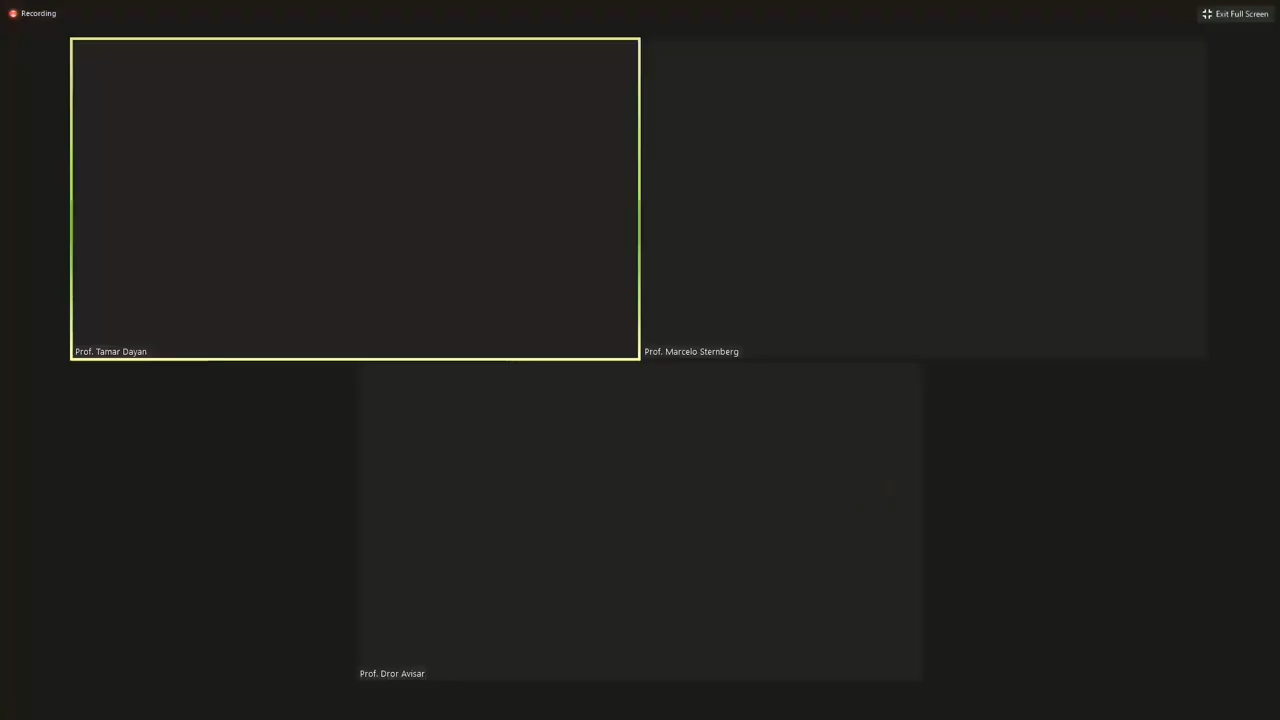 Recording
Exit Full Screen
Prof. Tamar Dayan
Prof. Marcelo Sternberg
Prof. Dror Avisar